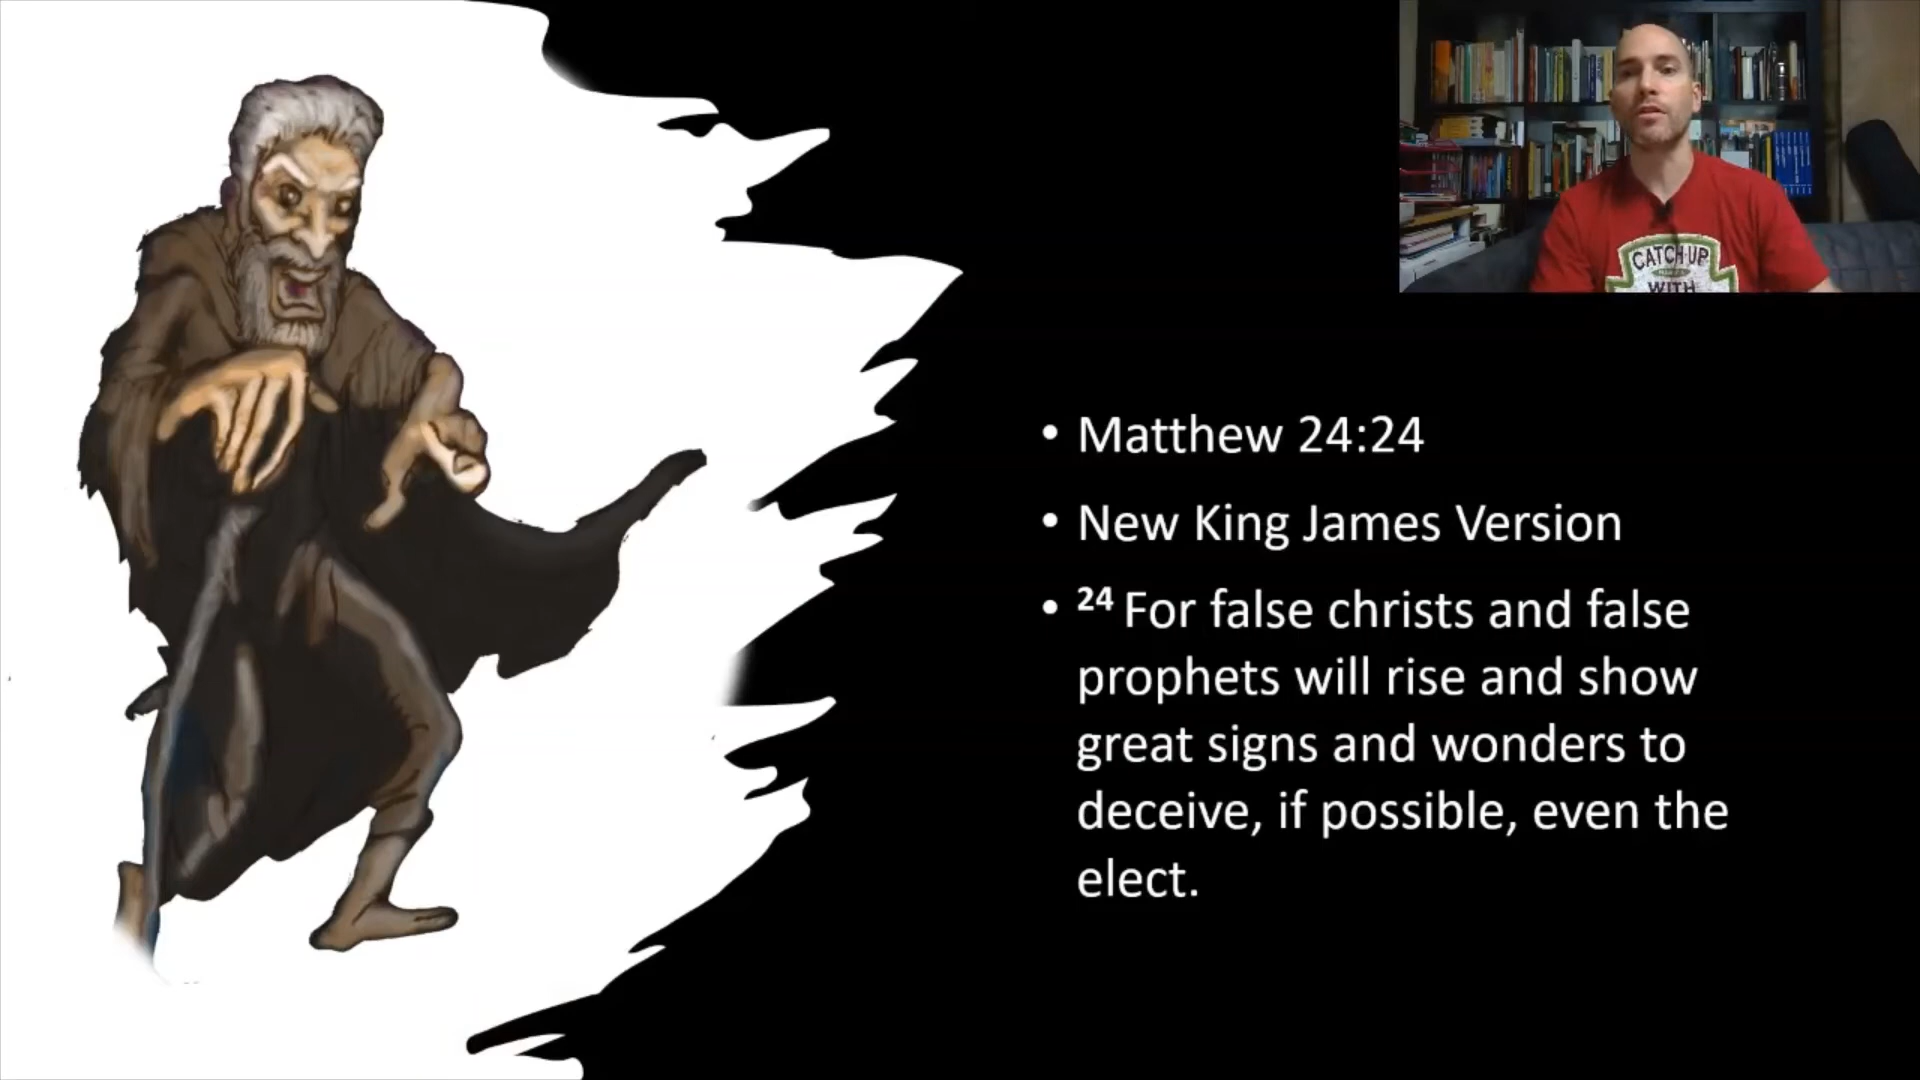 CATCH-UP
WITH
• Matthew 24:24
• New King James Version
• 24 For false christs and false
prophets will rise and show
great signs and wonders to
deceive, if possible, even the
elect.